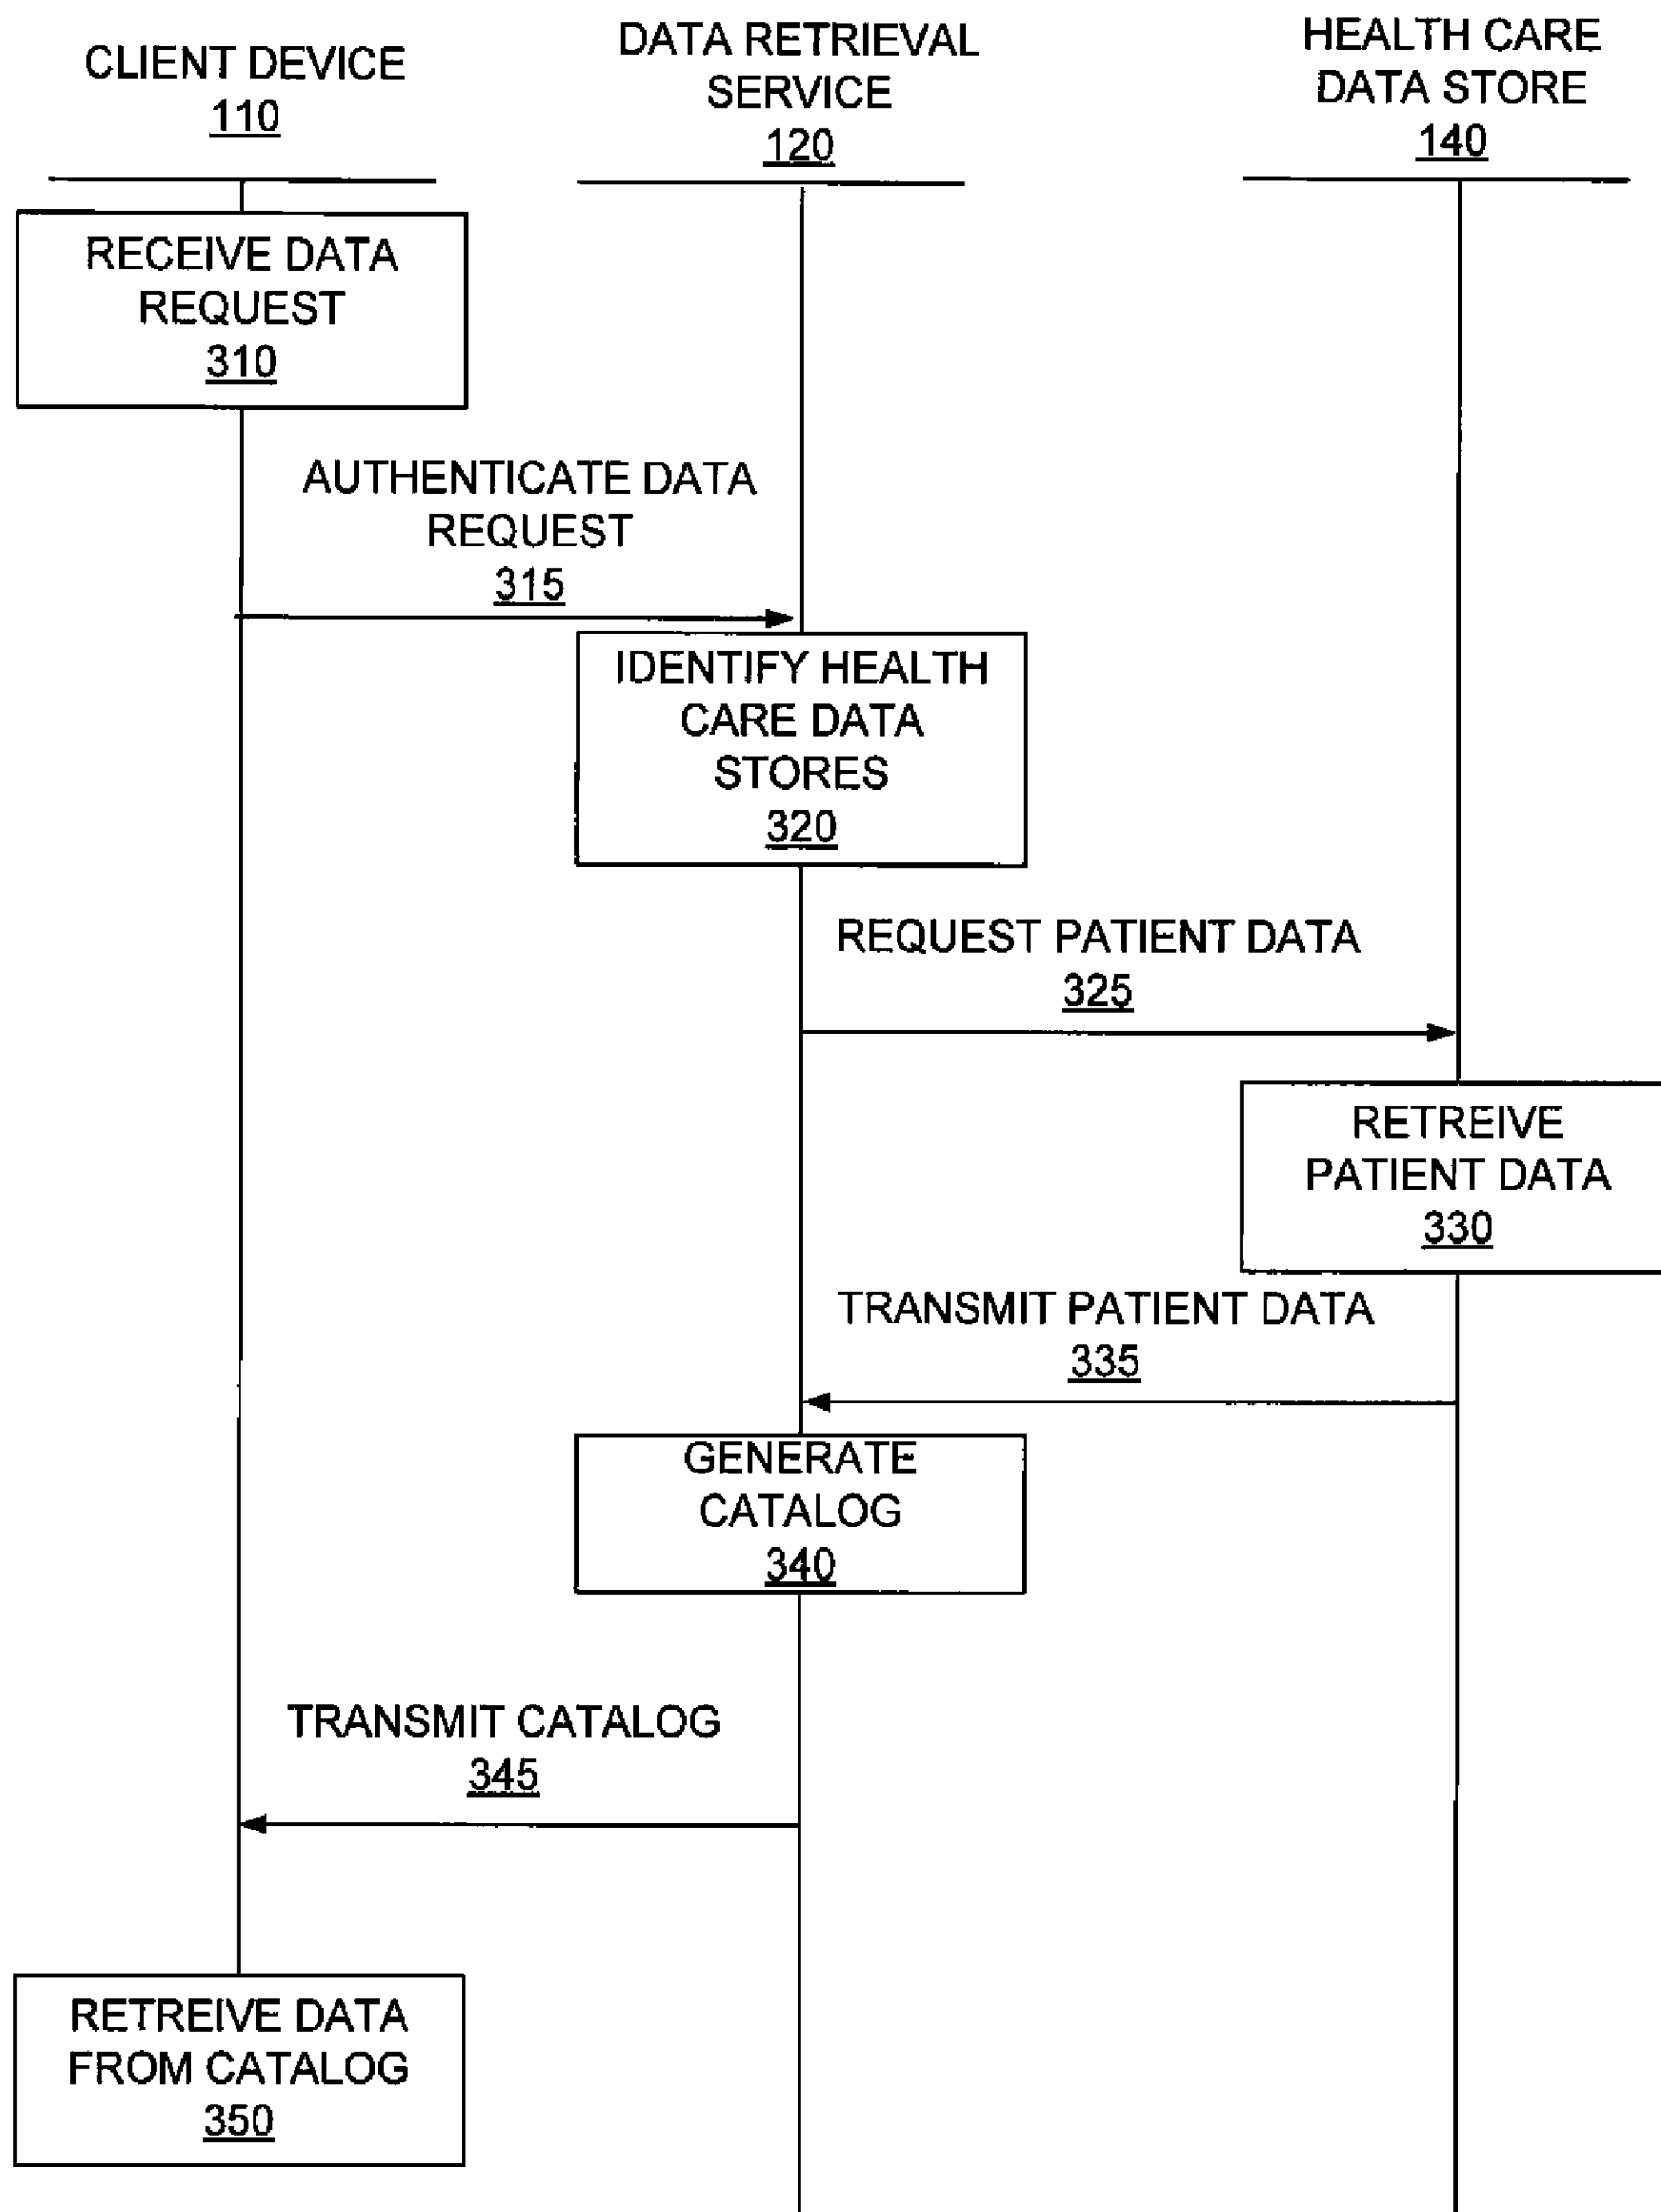 CLIENT DEVICE
110
DATA RETRIEVAL
SERVICE
120
HEALTH CARE
DATA STORE
140
RECEIVE DATA
REQUEST
310
AUTHENTICATE DATA
REQUEST
315
IDENTIFY HEALTH
CARE DATA
STORES
320
REQUEST PATIENT DATA
325
RETREIVE
PATIENT DATA
330
TRANSMIT PATIENT DATA
335
GENERATE
CATALOG
340
TRANSMIT CATALOG
345
RETREIVE DATA
FROM CATALOG
350